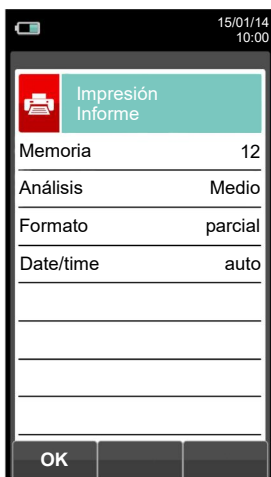 15/01/14
10:00
Impresión
Informe
Memoria 12
Análisis Medio
Formato parcial
Date/time auto
OK